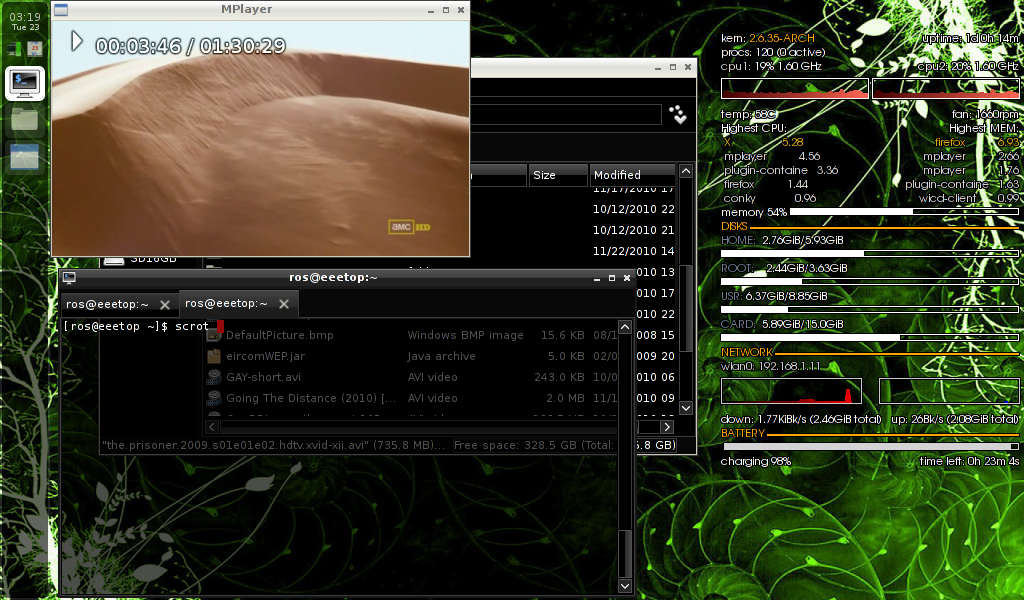 03:19
Tue 23
MPlayer
00:03:46 / 01:30:29
amc HD
Size
Modified
11/17/2010 17
10/12/2010 22
10/12/2010 21
11/22/2010 14
SD16GB
010 13
010 17
010 22
ros@eeetop:~
ros@eeetop:~
ros@eeetop:~
[ros@eeetop ~]$ scrot
DefaultPicture.bmp Windows BMP image 15.6 KB 08/1 008 15
eircomWEP.jar Java archive 5.0 KB 02/0 009 20
GAY-short.avi AVI video 243.0 KB 10/0 010 06
Going The Distance (2010) [... AVI video 2.0 MB 11/1 010 09
"the.prisoner.2009.s01e01e02.hdtv.xvid-xii.avi" (735.8 MB)... Free space: 328.5 GB (Total: 5.8 GB)
kern: 2.6.35-ARCH uptime: 1d 0h 14m
procs: 120 (0 active)
cpu1: 19% 1.60 GHz cpu2: 20% 1.60 GHz
temp: 58C fan: 1660rpm
Highest CPU: Highest MEM:
X 5.28 firefox 6.93
mplayer 4.56 mplayer 2.66
plugin-containe 3.36 mplayer 1.76
firefox 1.44 plugin-containe 1.63
conky 0.96 wicd-client 0.99
memory 54%
DISKS
HOME: 2.76GiB/5.93GiB
ROOT: 2.44GiB/3.63GiB
USR: 6.37GiB/8.85GiB
CARD: 5.89GiB/15.0GiB
NETWORK
wlan0: 192.168.1.11
down: 1.77KiBk/s (2.46GiB total) up: 26Bk/s (2.08GiB total)
BATTERY
charging 98% time left: 0h 23m 4s